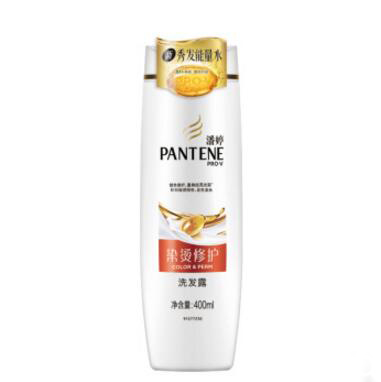 新 秀发能量水
PRO-V
潘婷
PANTENE
PRO-V
染烫修护
COLOR & PERM
洗发露
净含量:400ml